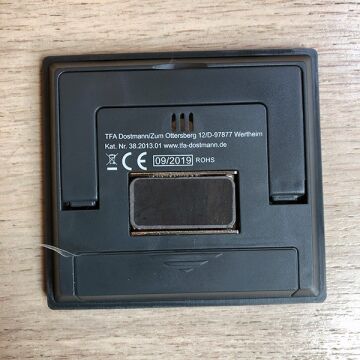 TFA Dostmann/Zum Ottersberg 12/D-97877 Wertheim
Kat. Nr. 38.2013.01 www.tfa-dostmann.de
CE 09/2019 ROHS